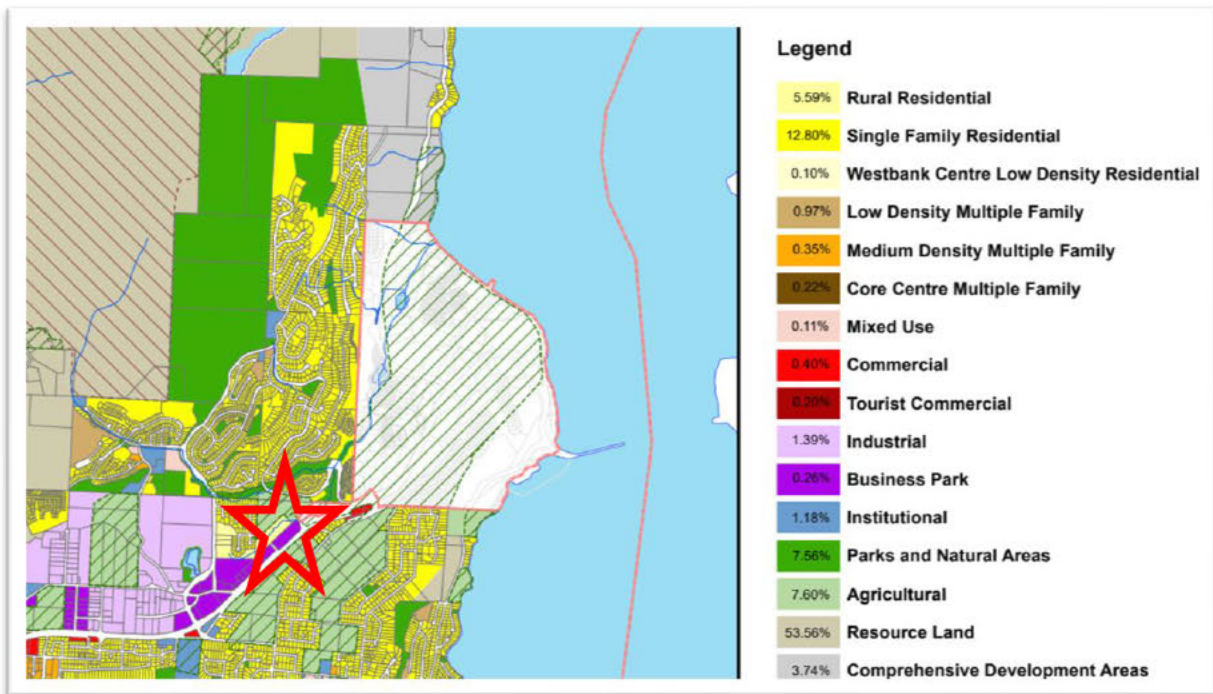 Legend
5.59% Rural Residential
12.80% Single Family Residential
0.10% Westbank Centre Low Density Residential
0.97% Low Density Multiple Family
0.35% Medium Density Multiple Family
0.22% Core Centre Multiple Family
0.11% Mixed Use
0.40% Commercial
0.20% Tourist Commercial
1.39% Industrial
0.26% Business Park
1.18% Institutional
7.56% Parks and Natural Areas
7.60% Agricultural
53.56% Resource Land
3.74% Comprehensive Development Areas